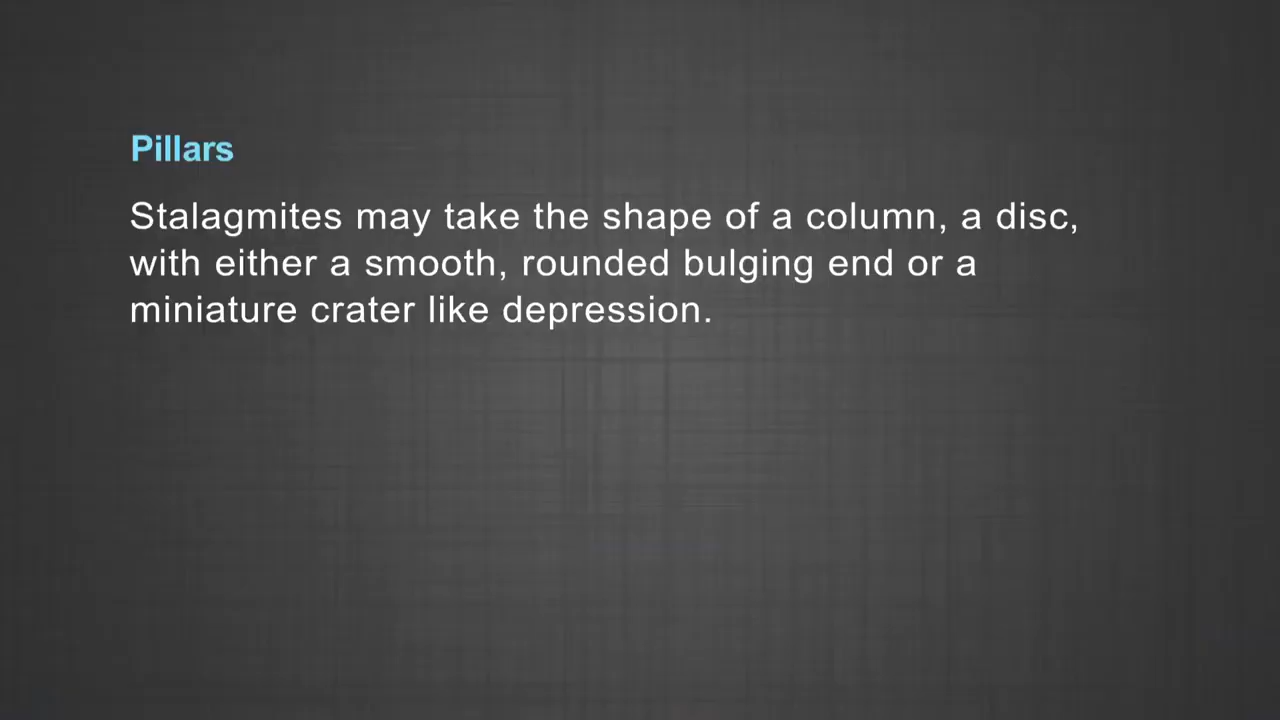 Pillars
Stalagmites may take the shape of a column, a disc,
with either a smooth, rounded bulging end or a
miniature crater like depression.